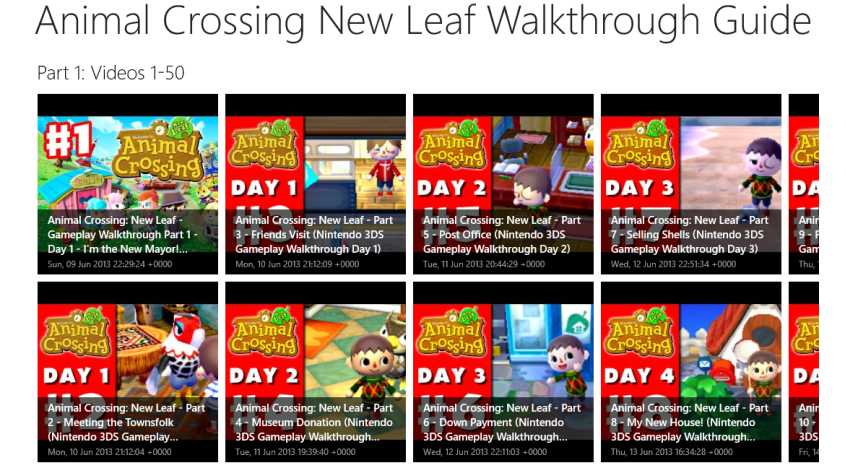 Animal Crossing New Leaf Walkthrough Guide
Part 1: Videos 1-50
#1
Welcome to
new leaf
Animal
Crossing
Animal Crossing: New Leaf -
Gameplay Walkthrough Part 1 -
Day 1 - I'm the New Mayor!...
Sun, 09 Jun 2013 22:29:24 +0000
Animal
Crossing
DAY 1
Animal Crossing: New Leaf - Part
3 - Friends Visit (Nintendo 3DS
Gameplay Walkthrough Day 1)
Mon, 10 Jun 2013 21:12:09 +0000
Animal
Crossing
DAY 2
Animal Crossing: New Leaf - Part
5 - Post Office (Nintendo 3DS
Gameplay Walkthrough Day 2)
Tue, 11 Jun 2013 20:44:29 +0000
Animal
Crossing
DAY 3
Animal Crossing: New Leaf - Part
7 - Selling Shells (Nintendo 3DS
Gameplay Walkthrough Day 3)
Wed, 12 Jun 2013 22:51:34 +0000
Anin
9 - F
Gam
Thu,
Animal
Crossing
DAY 1
Animal Crossing: New Leaf - Part
2 - Meeting the Townsfolk
(Nintendo 3DS Gameplay...
Mon, 10 Jun 2013 21:12:04 +0000
Animal
Crossing
DAY 2
#4
Animal Crossing: New Leaf - Part
4 - Museum Donation (Nintendo
3DS Gameplay Walkthrough...
Tue, 11 Jun 2013 19:39:40 +0000
Animal
Crossing
DAY 3
#6
Animal Crossing: New Leaf - Part
6 - Down Payment (Nintendo
3DS Gameplay Walkthrough...
Wed, 12 Jun 2013 22:11:03 +0000
Animal
Crossing
DAY 4
#8
Animal Crossing: New Leaf - Part
8 - My New House! (Nintendo
3DS Gameplay Walkthrough...
Thu, 13 Jun 2013 16:34:28 +0000
DA
Anin
10 -
3DS
Fri, 14